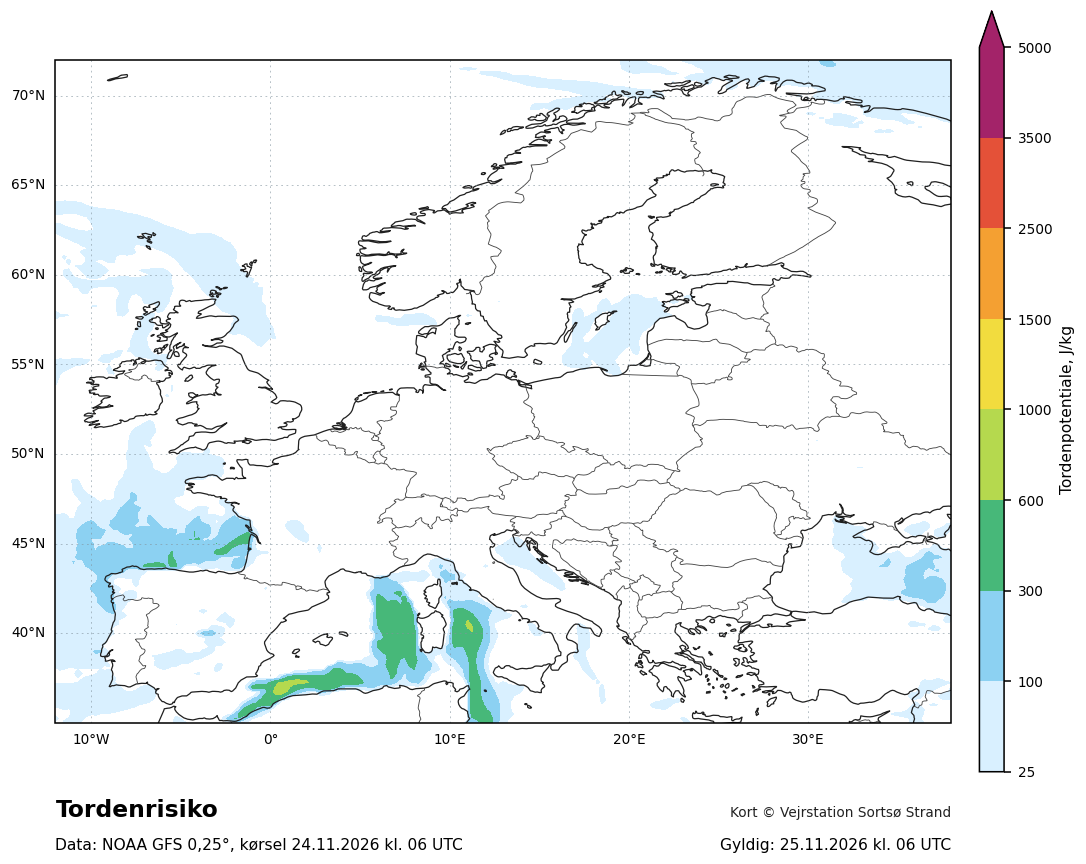 70°N
65°N
60°N
55°N
50°N
45°N
40°N
10°W
0°
10°E
20°E
30°E
5000
3500
2500
1500
1000
600
300
100
25
Tordenpotentiale, J/kg
Tordenrisiko
Kort © Vejrstation Sortsø Strand
Data: NOAA GFS 0,25°, kørsel 24.11.2026 kl. 06 UTC
Gyldig: 25.11.2026 kl. 06 UTC